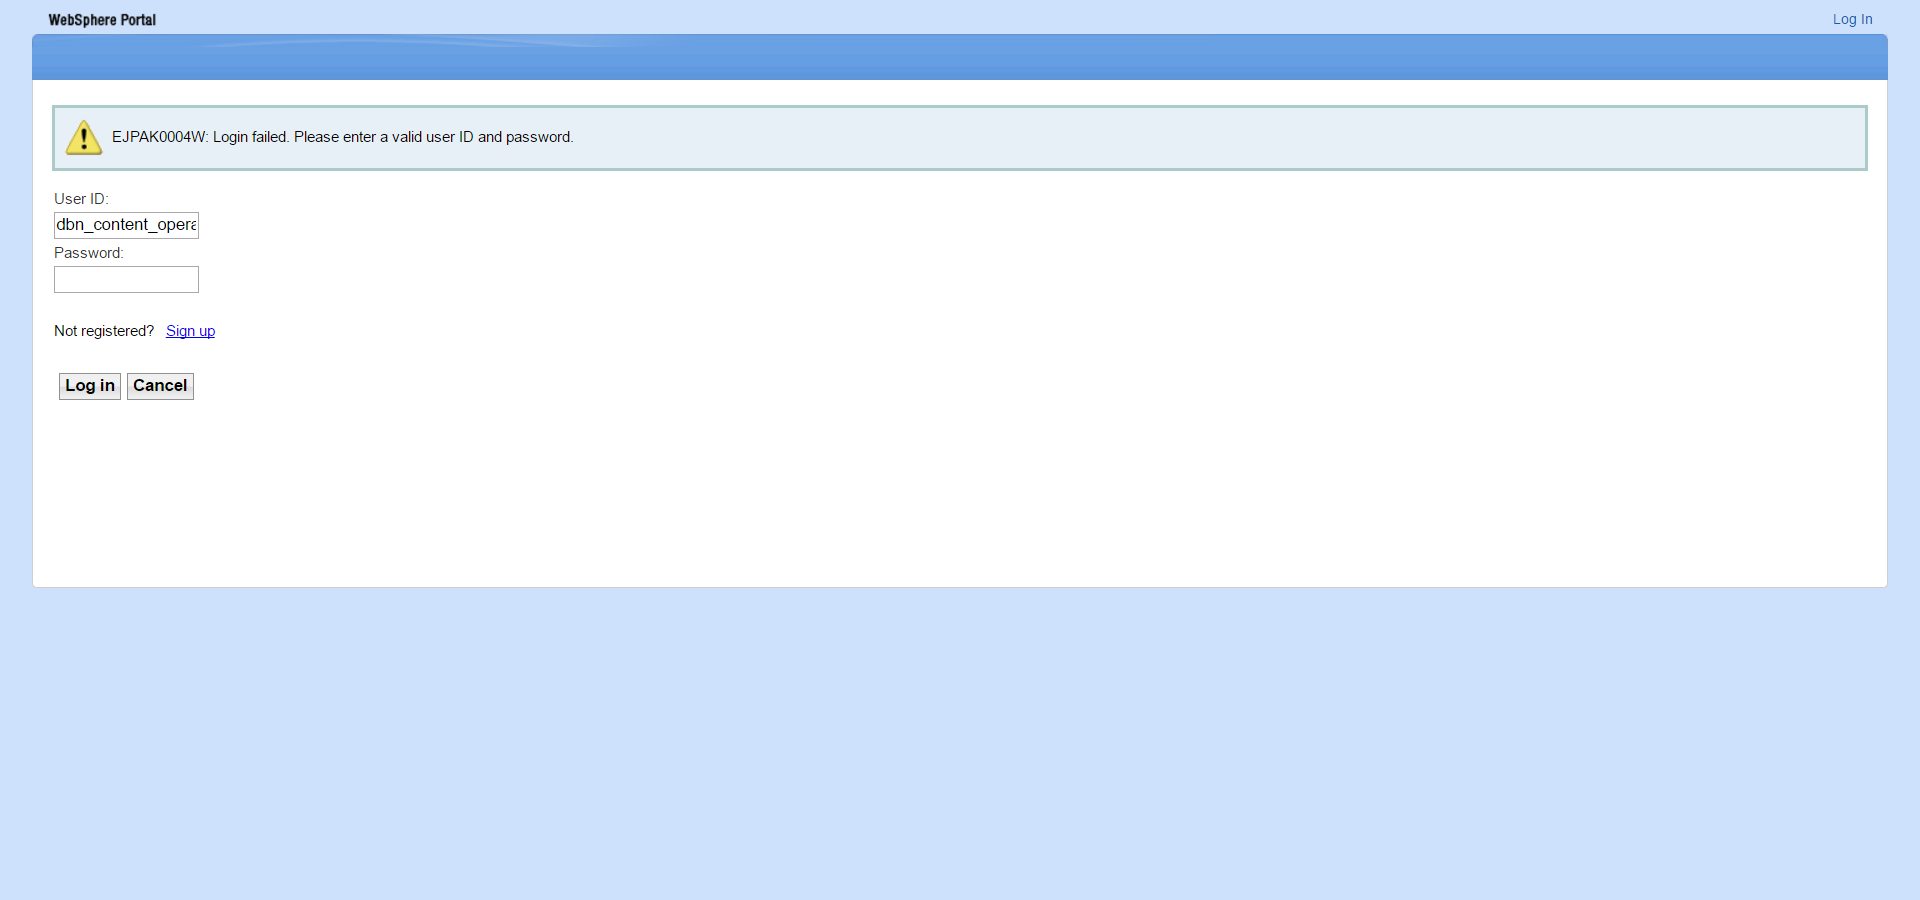 WebSphere Portal
Log In
EJPAK0004W: Login failed. Please enter a valid user ID and password.
User ID:
dbn_content_opera
Password:
Not registered? Sign up
Log in Cancel